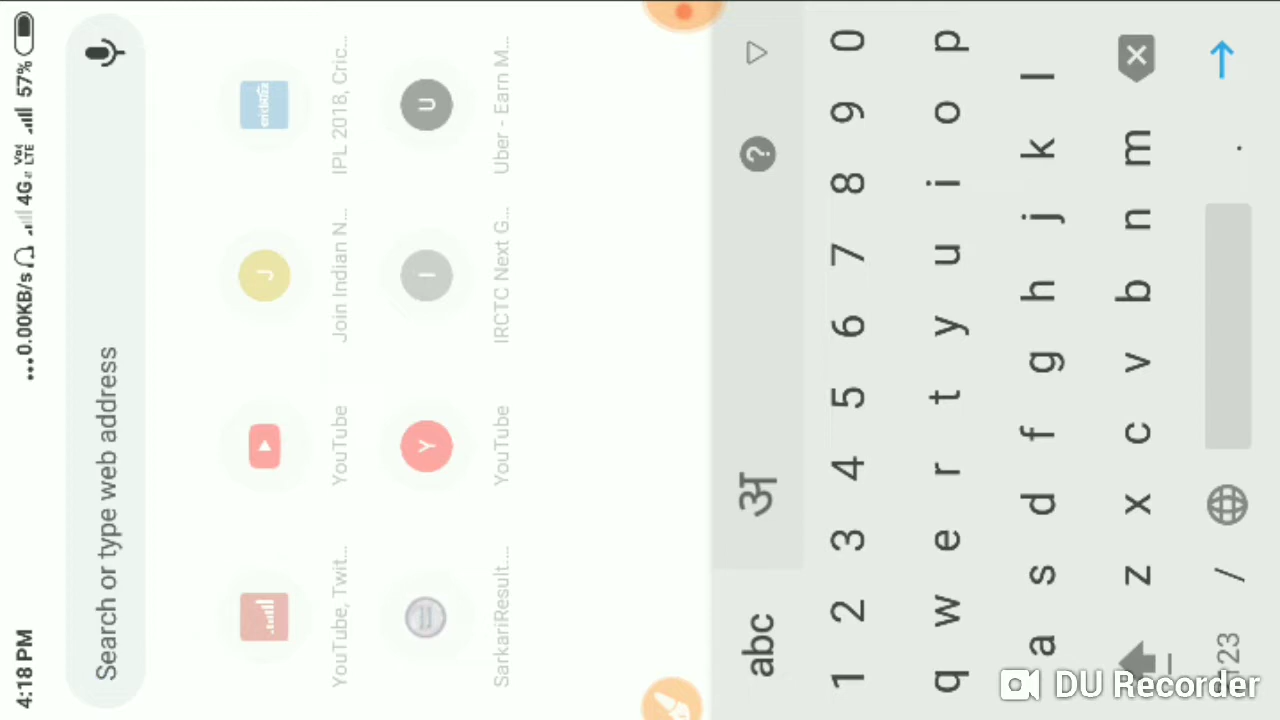 4:18 PM ...0.00KB/s 4G VoLTE 57%
Search or type web address
YouTube, Twit... YouTube Join Indian N... IPL 2018, Cric...
Y J cricbuzz
SarkariResult.... YouTube IRCTC Next G... Uber - Earn M...
I U
abc अ ?
1 2 3 4 5 6 7 8 9 0
q w e r t y u i o p
a s d f g h j k l
z x c v b n m
?123 / .
DU Recorder